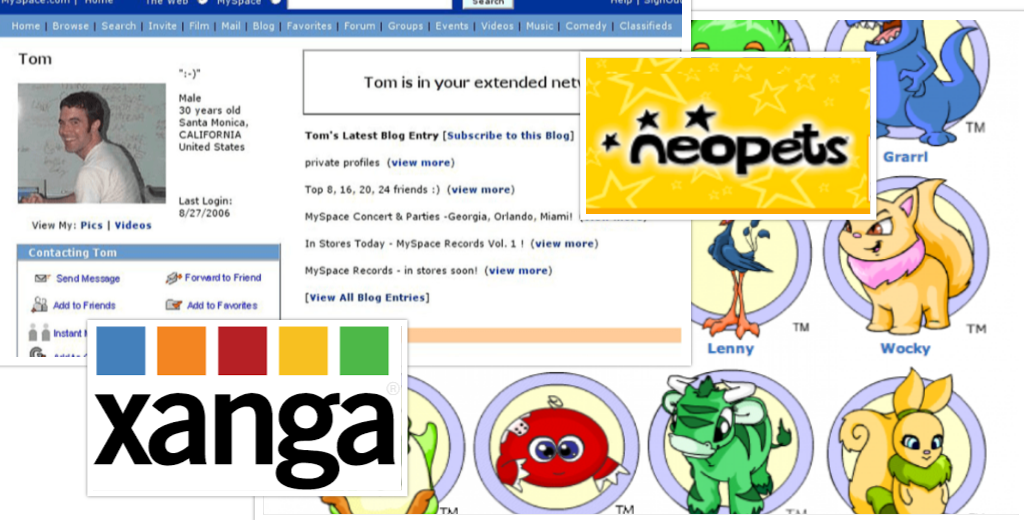 MySpace.com | Home
The Web
MySpace
Search
Help | SignOut
Home | Browse | Search | Invite | Film | Mail | Blog | Favorites | Forum | Groups | Events | Videos | Music | Comedy | Classifieds
Tom
":-)"
Male
30 years old
Santa Monica,
CALIFORNIA
United States
Last Login:
8/27/2006
View My: Pics | Videos
Contacting Tom
Send Message
Forward to Friend
Add to Friends
Add to Favorites
Instant
Tom is in your extended
Tom's Latest Blog Entry [Subscribe to this Blog]
private profiles (view more)
Top 8, 16, 20, 24 friends :) (view more)
MySpace Concert & Parties -Georgia, Orlando, Miami!
In Stores Today - MySpace Records Vol. 1 ! (view more)
MySpace Records - in stores soon! (view more)
[View All Blog Entries]
neopets
TM
Grarrl
TM
Lenny
TM
Wocky
xanga®
TM
TM
TM
TM